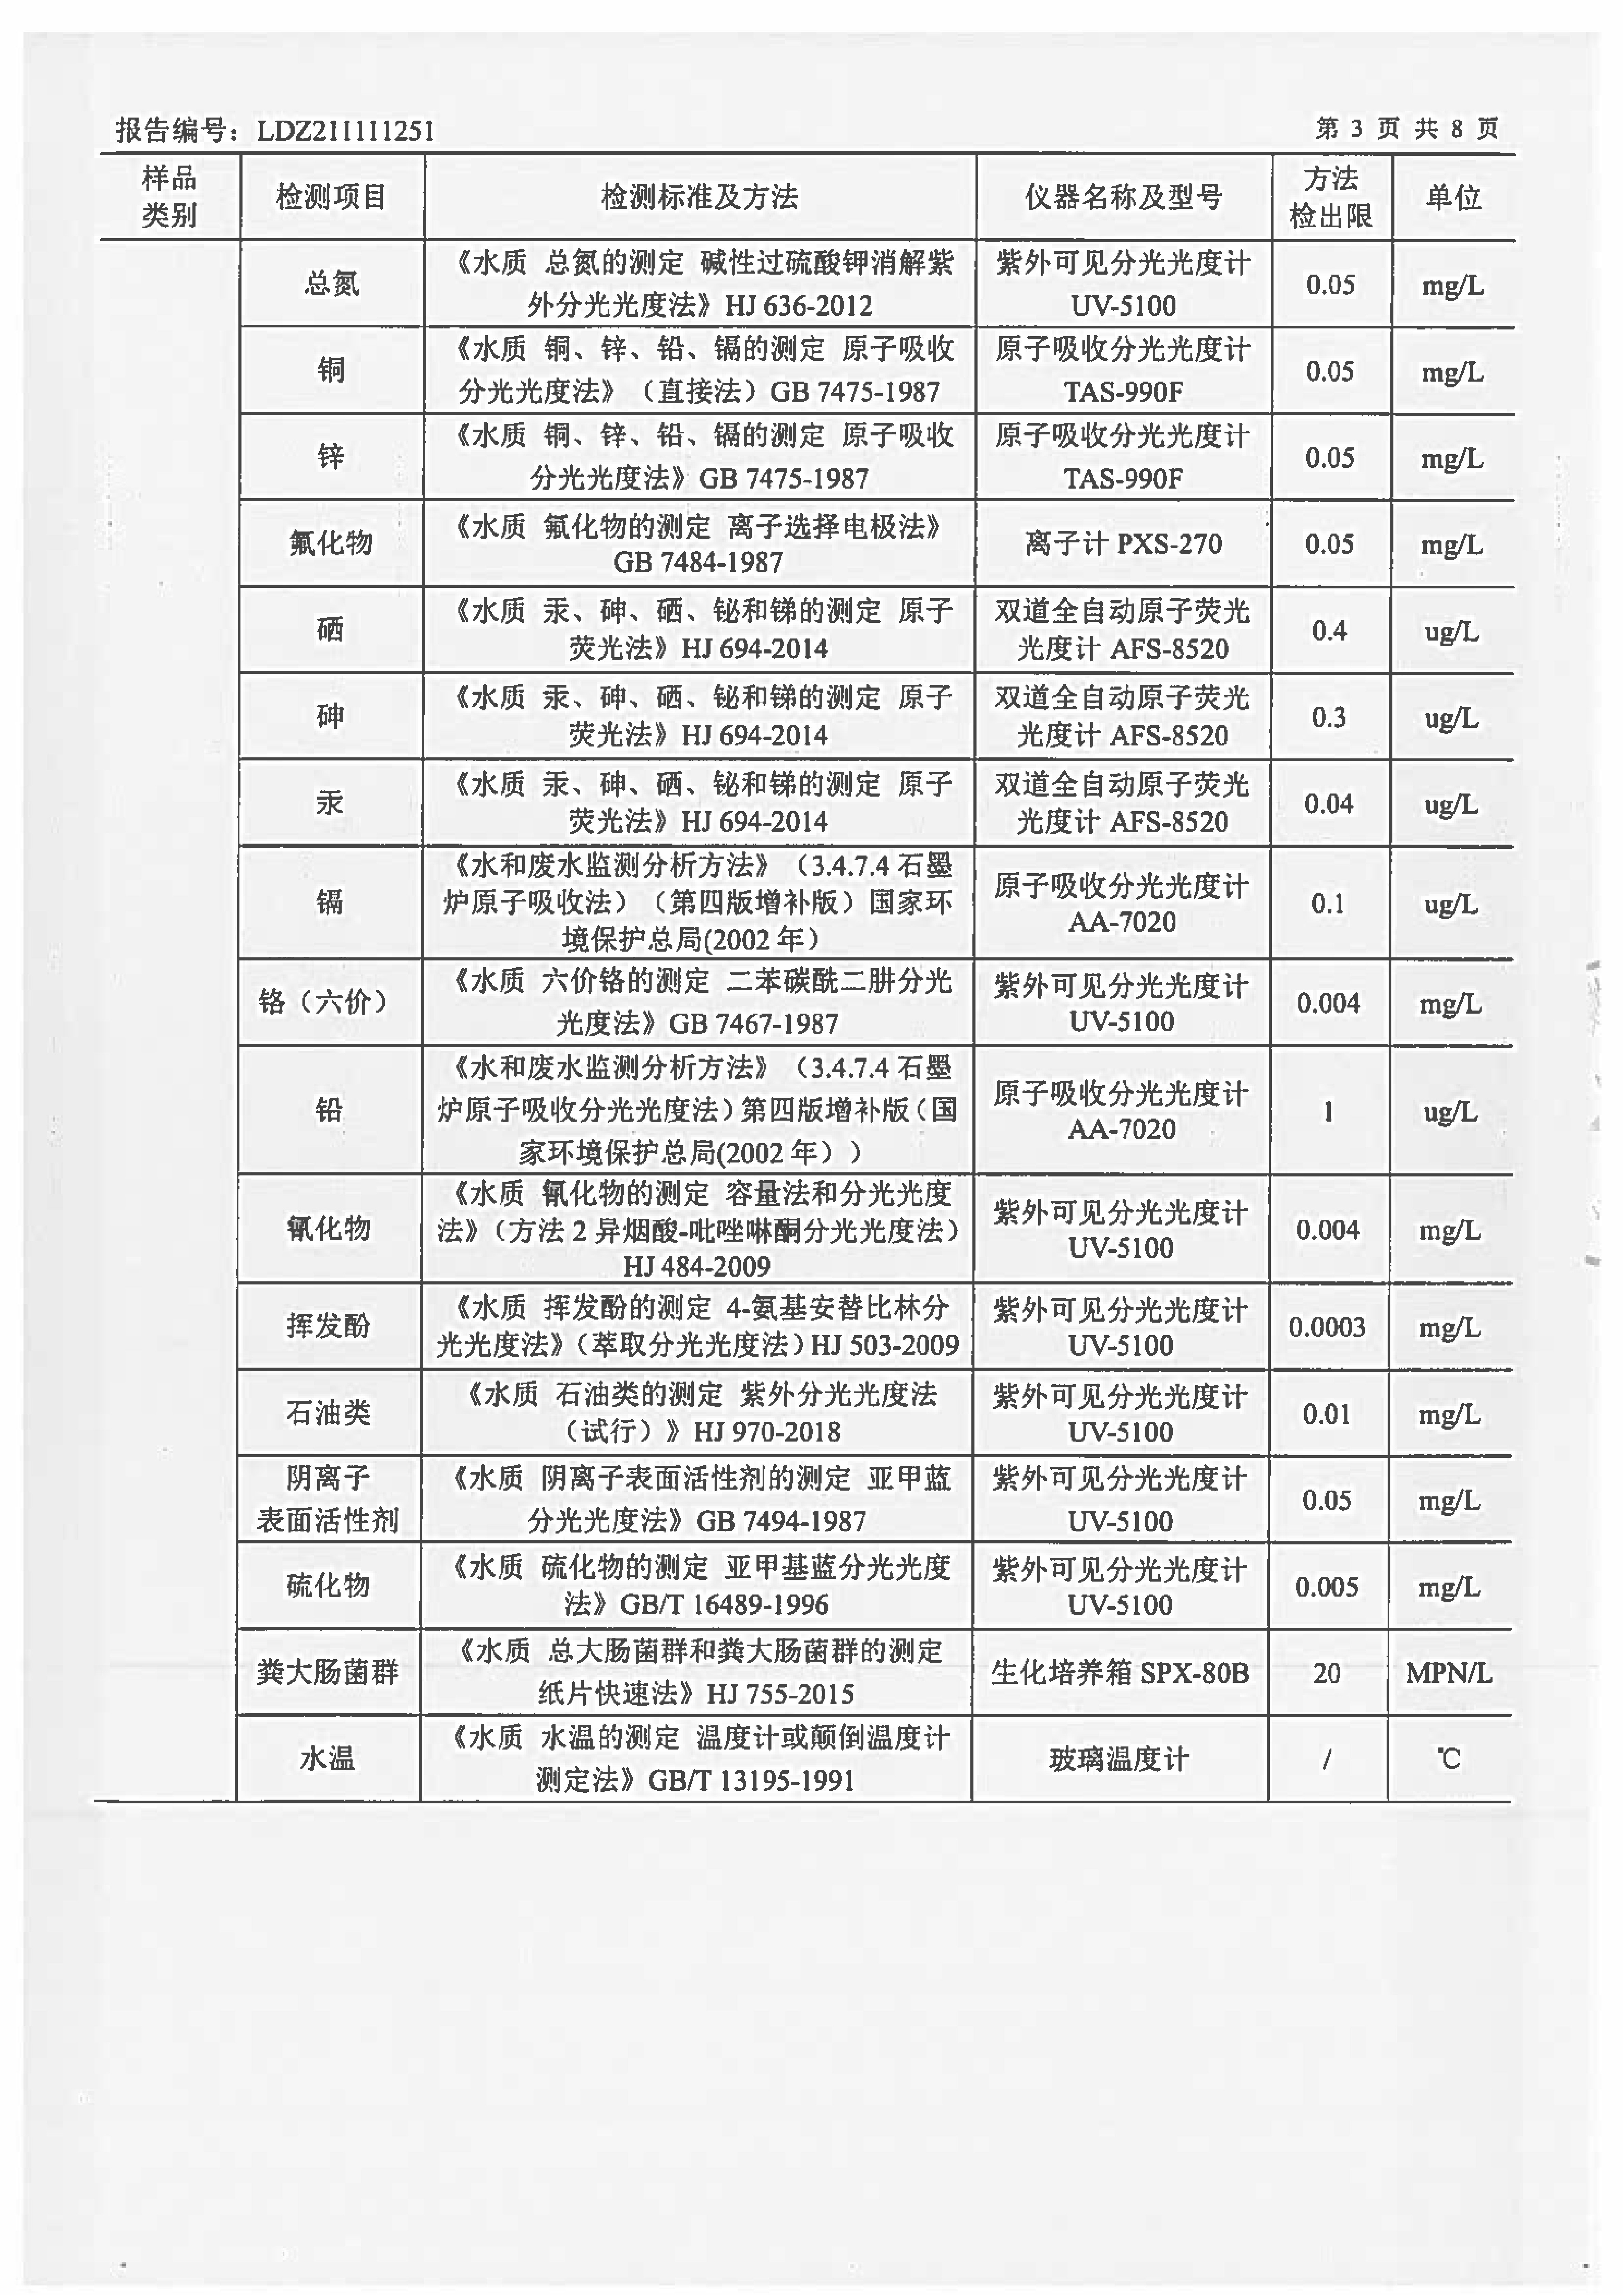 报告编号：LDZ211111251
第 3 页 共 8 页
样品
类别
检测项目
检测标准及方法
仪器名称及型号
方法
检出限
单位
总氮
《水质 总氮的测定 碱性过硫酸钾消解紫
外分光光度法》HJ 636-2012
紫外可见分光光度计
UV-5100
0.05
mg/L
铜
《水质 铜、锌、铅、镉的测定 原子吸收
分光光度法》（直接法）GB 7475-1987
原子吸收分光光度计
TAS-990F
0.05
mg/L
锌
《水质 铜、锌、铅、镉的测定 原子吸收
分光光度法》GB 7475-1987
原子吸收分光光度计
TAS-990F
0.05
mg/L
氟化物
《水质 氟化物的测定 离子选择电极法》
GB 7484-1987
离子计 PXS-270
0.05
mg/L
硒
《水质 汞、砷、硒、铋和锑的测定 原子
荧光法》HJ 694-2014
双道全自动原子荧光
光度计 AFS-8520
0.4
ug/L
砷
《水质 汞、砷、硒、铋和锑的测定 原子
荧光法》HJ 694-2014
双道全自动原子荧光
光度计 AFS-8520
0.3
ug/L
汞
《水质 汞、砷、硒、铋和锑的测定 原子
荧光法》HJ 694-2014
双道全自动原子荧光
光度计 AFS-8520
0.04
ug/L
镉
《水和废水监测分析方法》（3.4.7.4 石墨
炉原子吸收法）（第四版增补版）国家环
境保护总局(2002 年）
原子吸收分光光度计
AA-7020
0.1
ug/L
铬（六价）
《水质 六价铬的测定 二苯碳酰二肼分光
光度法》GB 7467-1987
紫外可见分光光度计
UV-5100
0.004
mg/L
铅
《水和废水监测分析方法》（3.4.7.4 石墨
炉原子吸收分光光度法）第四版增补版（国
家环境保护总局(2002 年））
原子吸收分光光度计
AA-7020
1
ug/L
氰化物
《水质 氰化物的测定 容量法和分光光度
法》（方法 2 异烟酸-吡唑啉酮分光光度法）
HJ 484-2009
紫外可见分光光度计
UV-5100
0.004
mg/L
挥发酚
《水质 挥发酚的测定 4-氨基安替比林分
光光度法》（萃取分光光度法）HJ 503-2009
紫外可见分光光度计
UV-5100
0.0003
mg/L
石油类
《水质 石油类的测定 紫外分光光度法
（试行）》HJ 970-2018
紫外可见分光光度计
UV-5100
0.01
mg/L
阴离子
表面活性剂
《水质 阴离子表面活性剂的测定 亚甲蓝
分光光度法》GB 7494-1987
紫外可见分光光度计
UV-5100
0.05
mg/L
硫化物
《水质 硫化物的测定 亚甲基蓝分光光度
法》GB/T 16489-1996
紫外可见分光光度计
UV-5100
0.005
mg/L
粪大肠菌群
《水质 总大肠菌群和粪大肠菌群的测定
纸片快速法》HJ 755-2015
生化培养箱 SPX-80B
20
MPN/L
水温
《水质 水温的测定 温度计或颠倒温度计
测定法》GB/T 13195-1991
玻璃温度计
/
℃